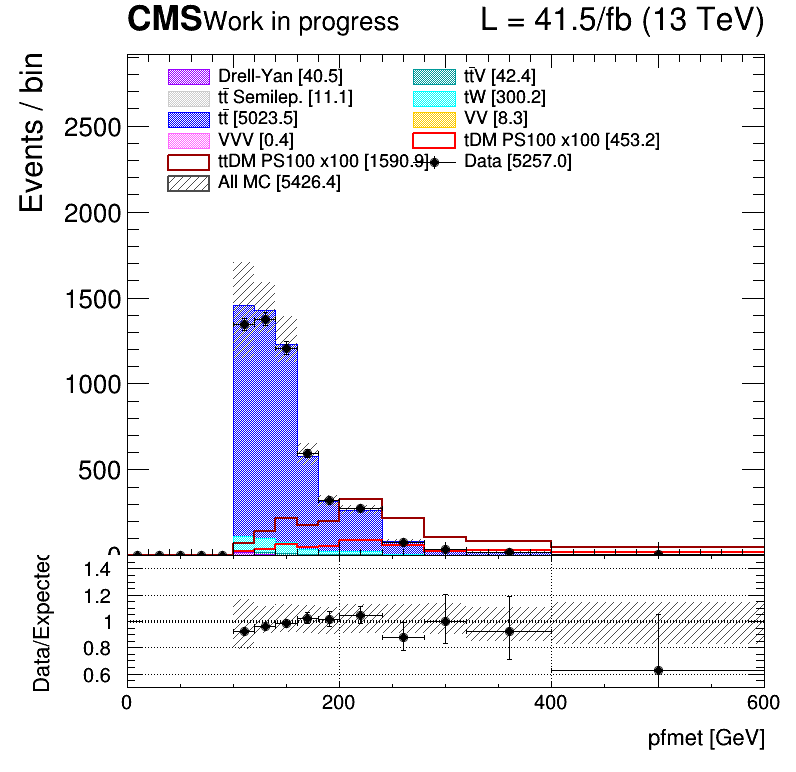 CMS Work in progress L = 41.5/fb (13 TeV)
Events / bin
Drell-Yan [40.5] tt̄V [42.4]
tt̄ Semilep. [11.1] tW [300.2]
tt̄ [5023.5] VV [8.3]
VVV [0.4] tDM PS100 x100 [453.2]
ttDM PS100 x100 [1590.9] Data [5257.0]
All MC [5426.4]
2500
2000
1500
1000
500
0
Data/Expected
1.4
1.2
1
0.8
0.6
0 200 400 600
pfmet [GeV]